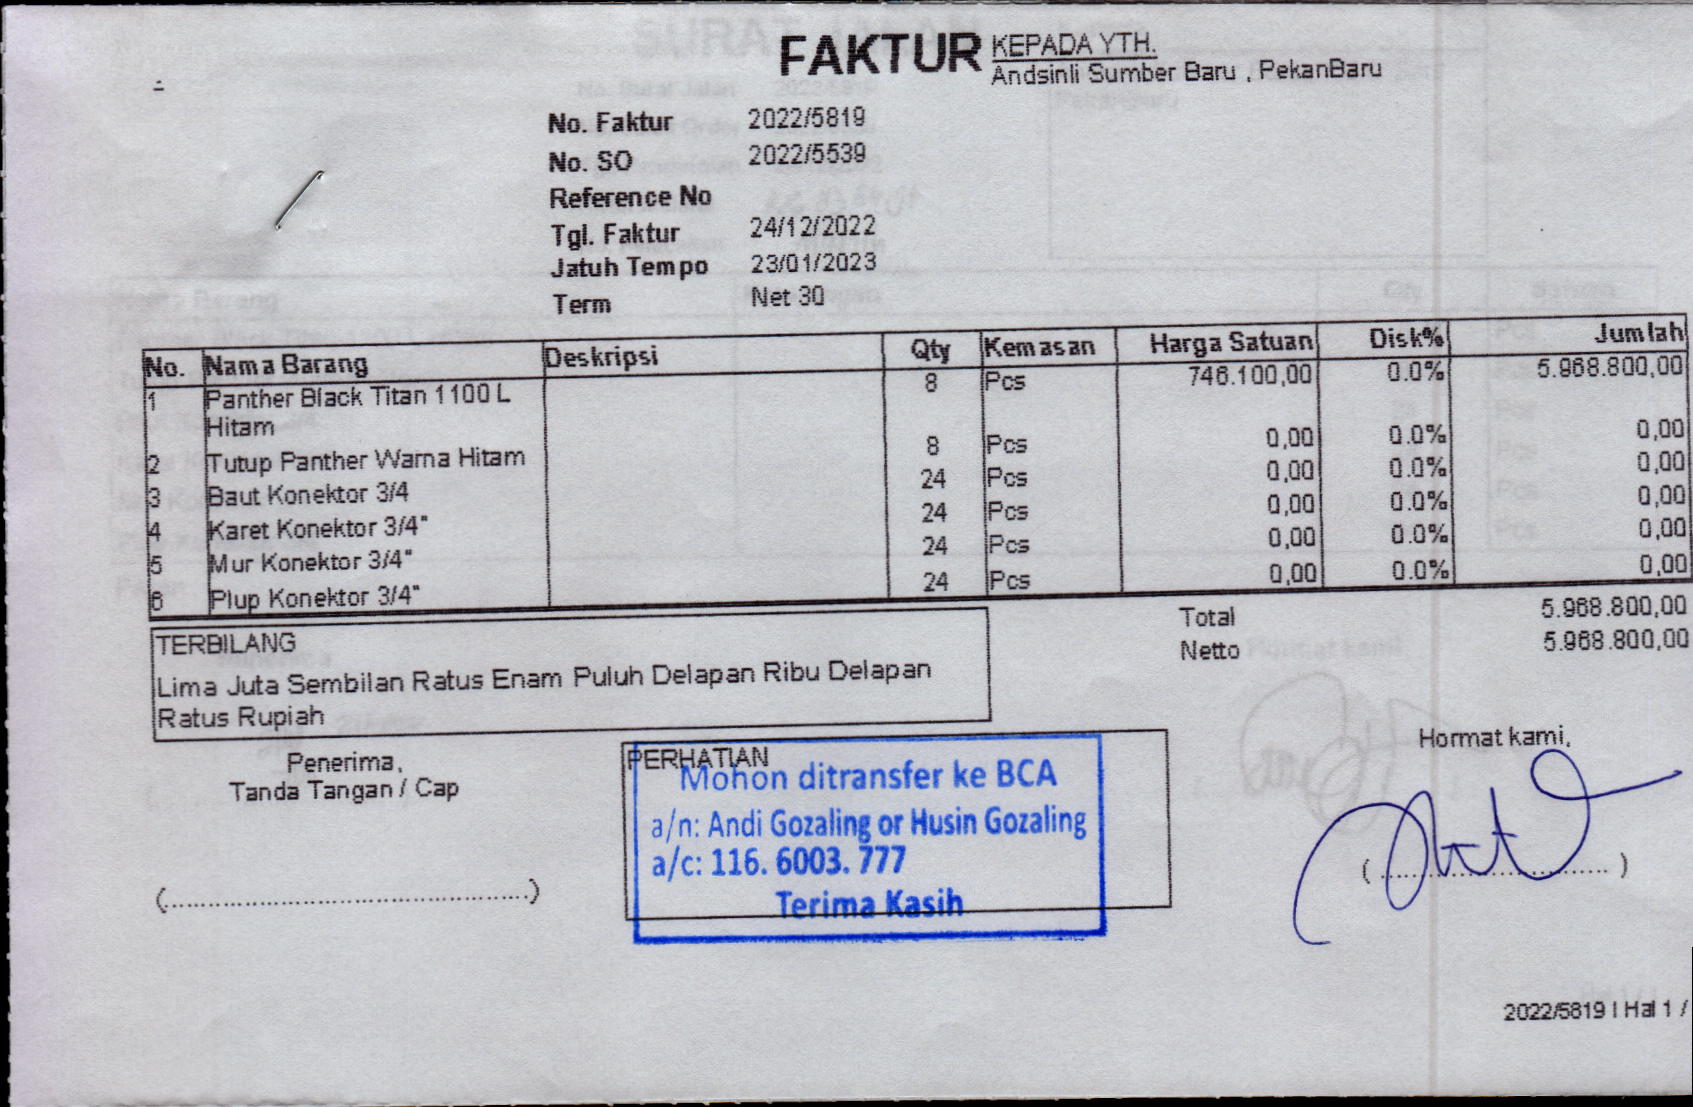 FAKTUR
KEPADA YTH.
Andsinli Sumber Baru , PekanBaru
No. Faktur 2022/5819
No. SO 2022/5539
Reference No
Tgl. Faktur 24/12/2022
Jatuh Tempo 23/01/2023
Term Net 30
No. Nama Barang Deskripsi Qty Kemasan Harga Satuan Disk% Jumlah
1 Panther Black Titan 1100 L 8 Pcs 746.100,00 0.0% 5.968.800,00
Hitam
2 Tutup Panther Warna Hitam 8 Pcs 0,00 0.0% 0,00
3 Baut Konektor 3/4 24 Pcs 0,00 0.0% 0,00
4 Karet Konektor 3/4" 24 Pcs 0,00 0.0% 0,00
5 Mur Konektor 3/4" 24 Pcs 0,00 0.0% 0,00
6 Plup Konektor 3/4" 24 Pcs 0,00 0.0% 0,00
Total 5.968.800,00
Netto 5.968.800,00
TERBILANG
Lima Juta Sembilan Ratus Enam Puluh Delapan Ribu Delapan
Ratus Rupiah
Penerima,
Tanda Tangan / Cap
(..............................................)
PERHATIAN
Mohon ditransfer ke BCA
a/n: Andi Gozaling or Husin Gozaling
a/c: 116. 6003. 777
Terima Kasih
Hormat kami,
(..............................)
2022/5819 | Hal 1 /